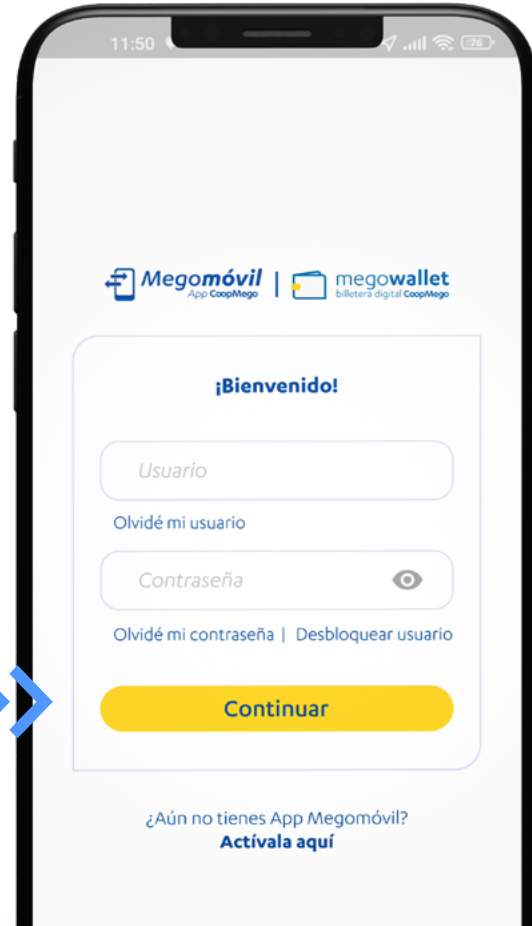 11:50
76
Megomóvil | megowallet
App CoopMego billetera digital CoopMego
¡Bienvenido!
Usuario
Olvidé mi usuario
Contraseña
Olvidé mi contraseña | Desbloquear usuario
Continuar
¿Aún no tienes App Megomóvil?
Actívala aquí